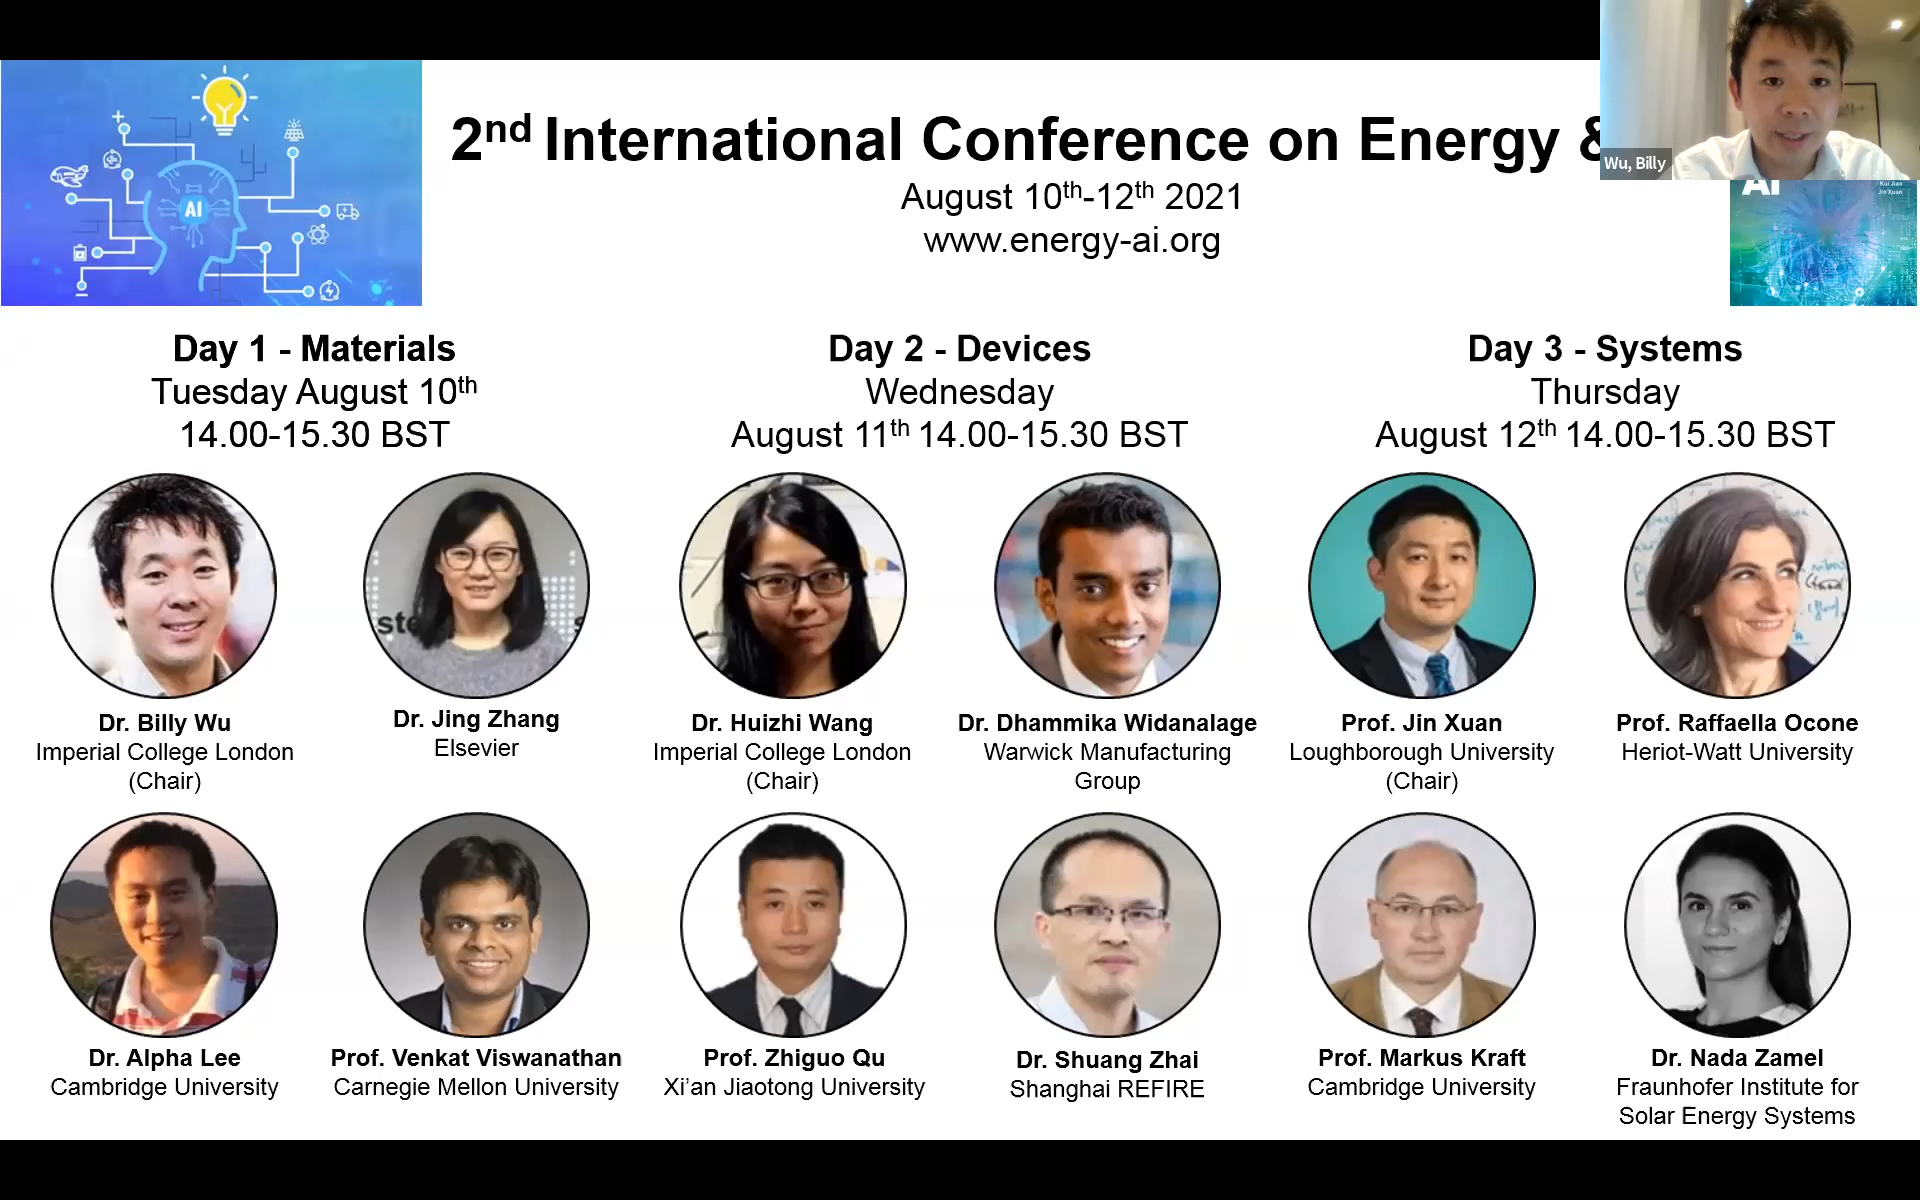 2nd International Conference on Energy &
August 10th-12th 2021
www.energy-ai.org
AI
Wu, Billy
AI
Kui Jiao
Jin Xuan
Day 1 - Materials
Tuesday August 10th
14.00-15.30 BST
Day 2 - Devices
Wednesday
August 11th 14.00-15.30 BST
Day 3 - Systems
Thursday
August 12th 14.00-15.30 BST
Dr. Billy Wu
Imperial College London
(Chair)
Dr. Jing Zhang
Elsevier
Dr. Huizhi Wang
Imperial College London
(Chair)
Dr. Dhammika Widanalage
Warwick Manufacturing
Group
Prof. Jin Xuan
Loughborough University
(Chair)
Prof. Raffaella Ocone
Heriot-Watt University
Dr. Alpha Lee
Cambridge University
Prof. Venkat Viswanathan
Carnegie Mellon University
Prof. Zhiguo Qu
Xi'an Jiaotong University
Dr. Shuang Zhai
Shanghai REFIRE
Prof. Markus Kraft
Cambridge University
Dr. Nada Zamel
Fraunhofer Institute for
Solar Energy Systems